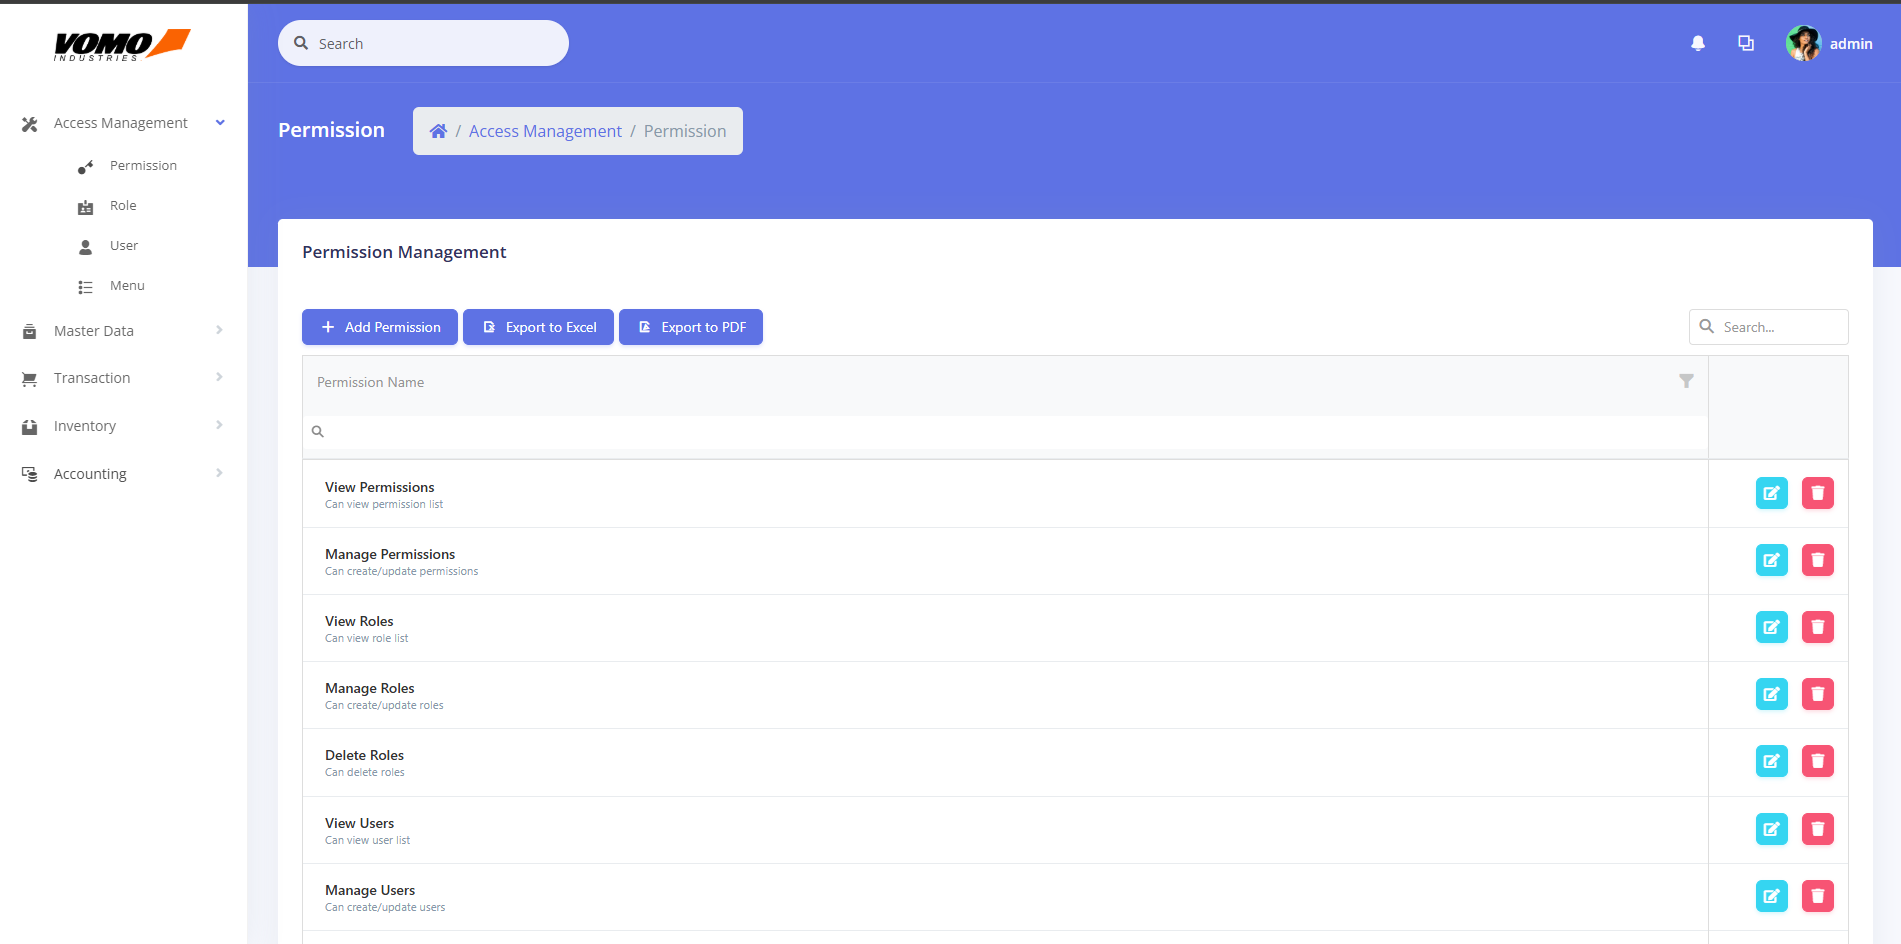 VOMO
INDUSTRIES
Search
admin
Access Management
Permission
Role
User
Menu
Master Data
Transaction
Inventory
Accounting
Permission
/ Access Management / Permission
Permission Management
Add Permission
Export to Excel
Export to PDF
Search...
Permission Name
View Permissions
Can view permission list
Manage Permissions
Can create/update permissions
View Roles
Can view role list
Manage Roles
Can create/update roles
Delete Roles
Can delete roles
View Users
Can view user list
Manage Users
Can create/update users